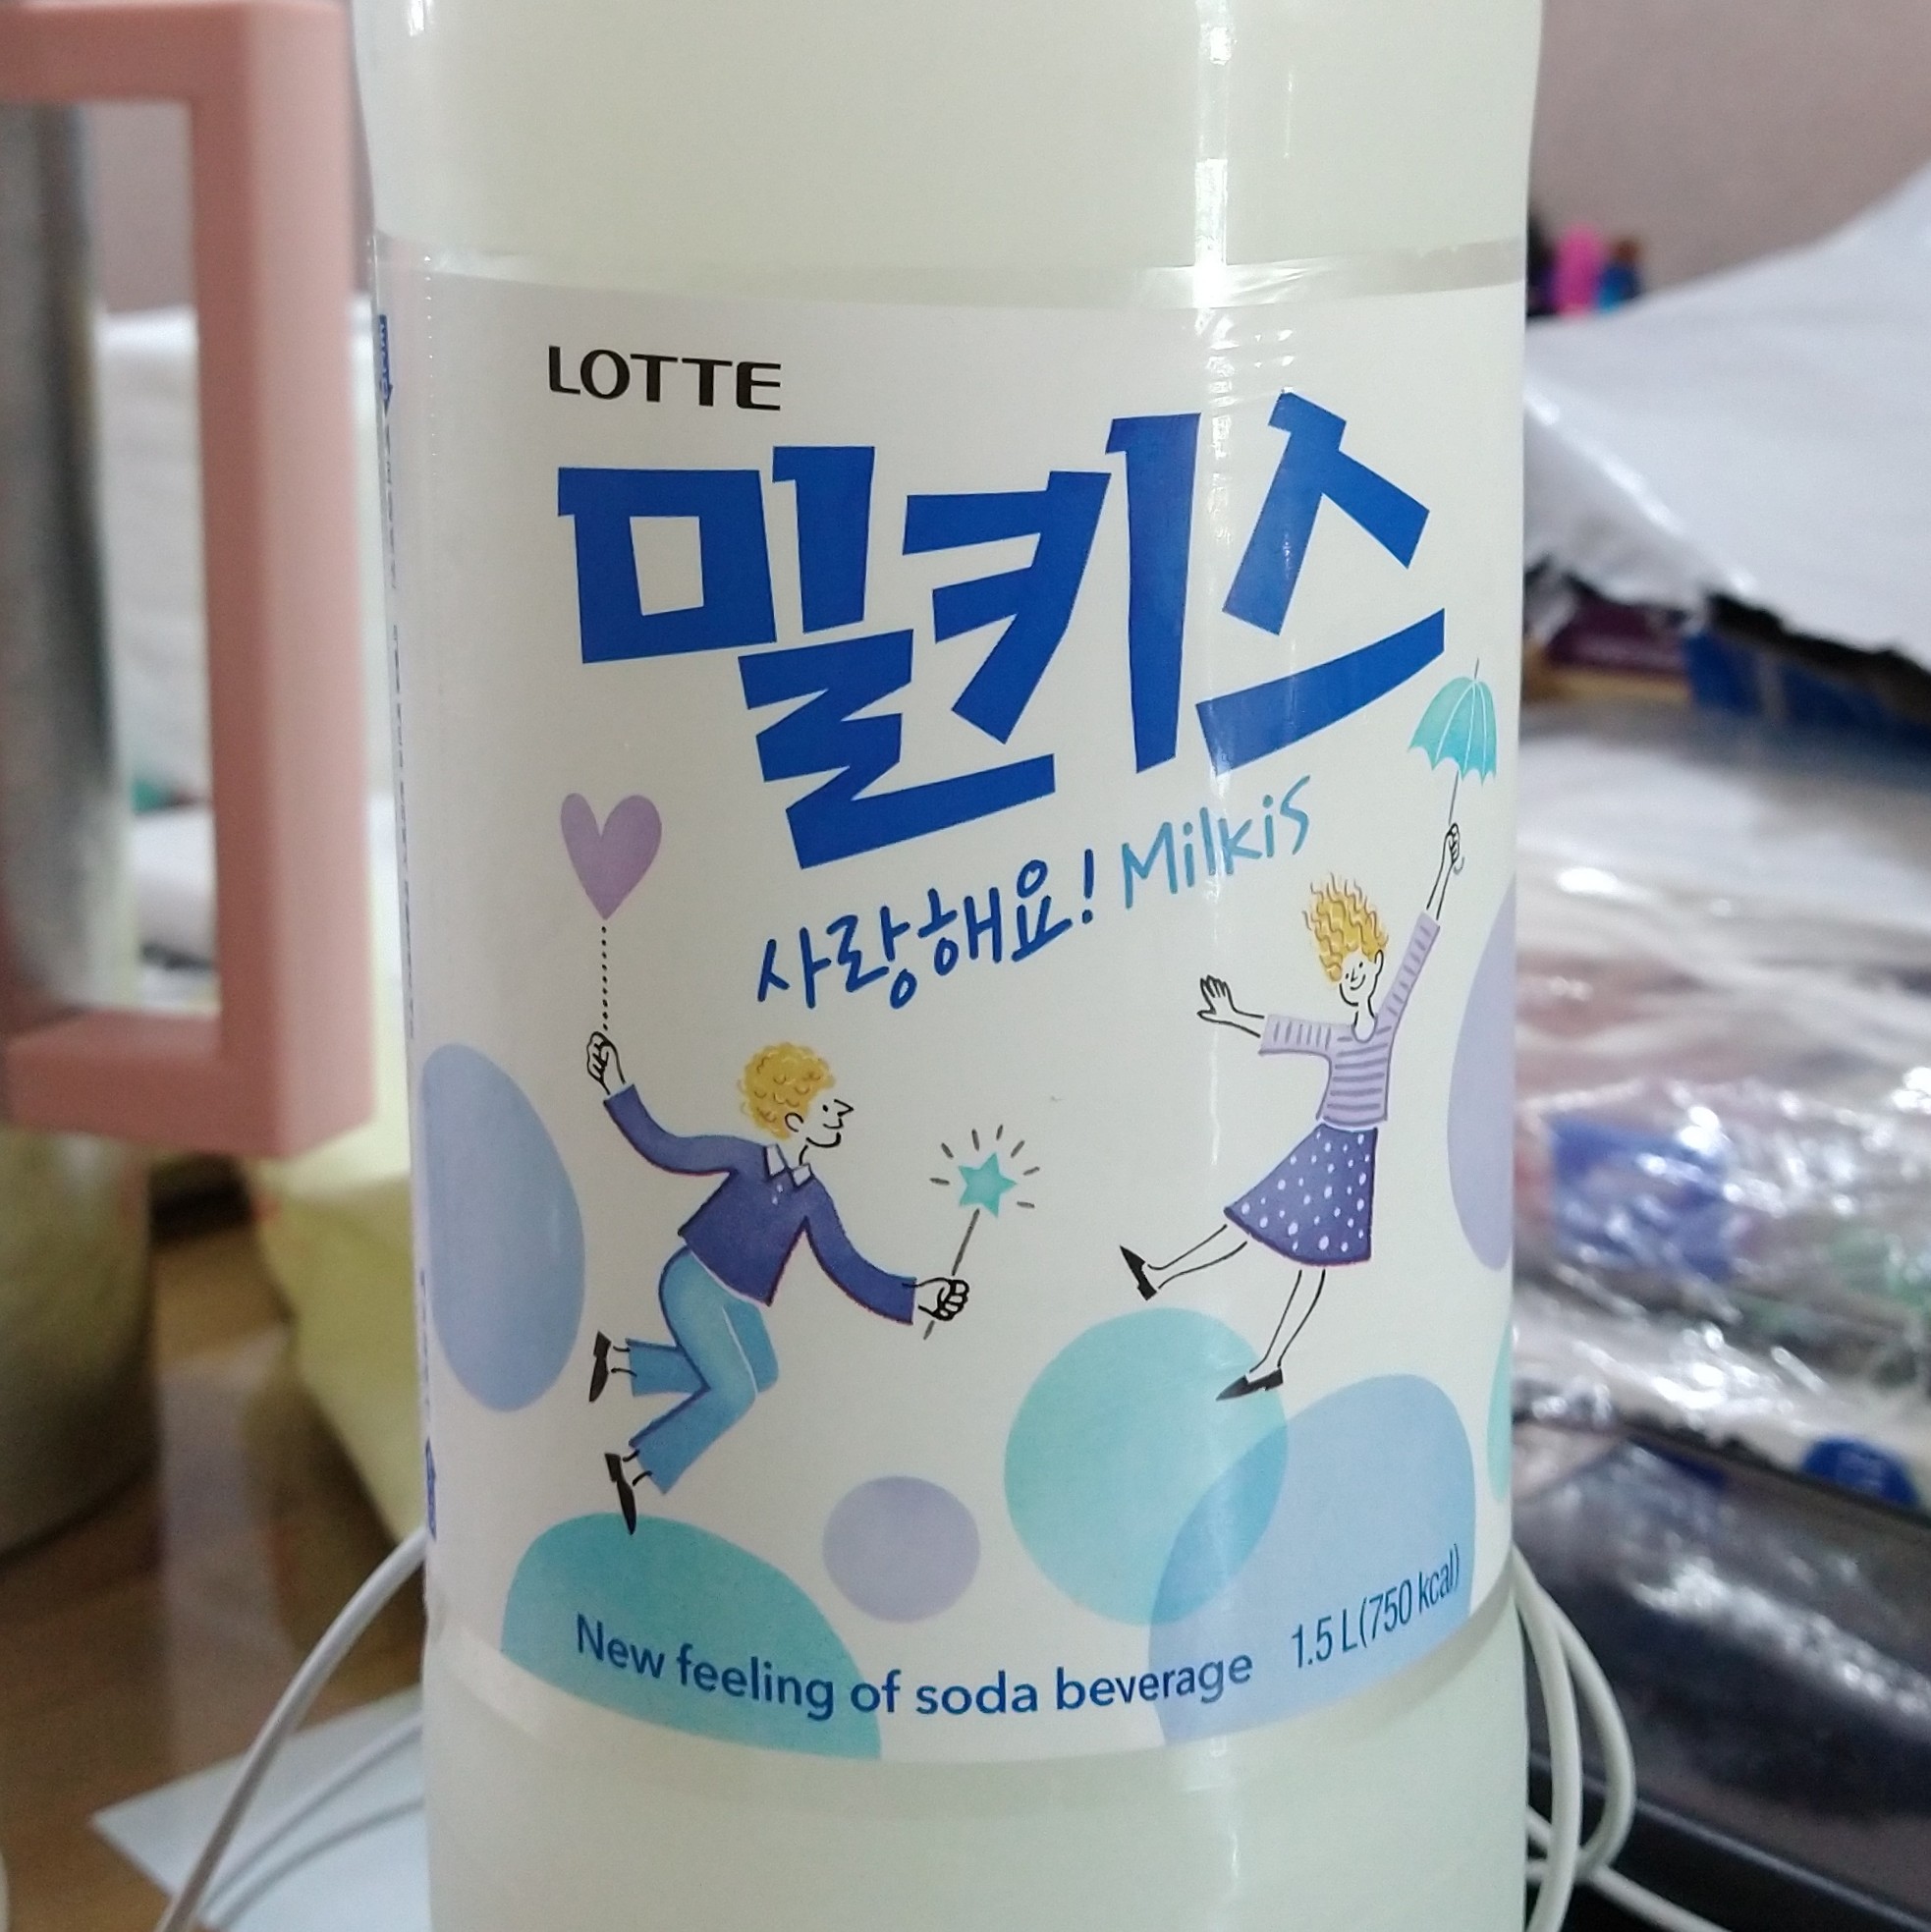 LOTTE
밀키스
사랑해요! Milkis
New feeling of soda beverage 1.5 L(750 kcal)